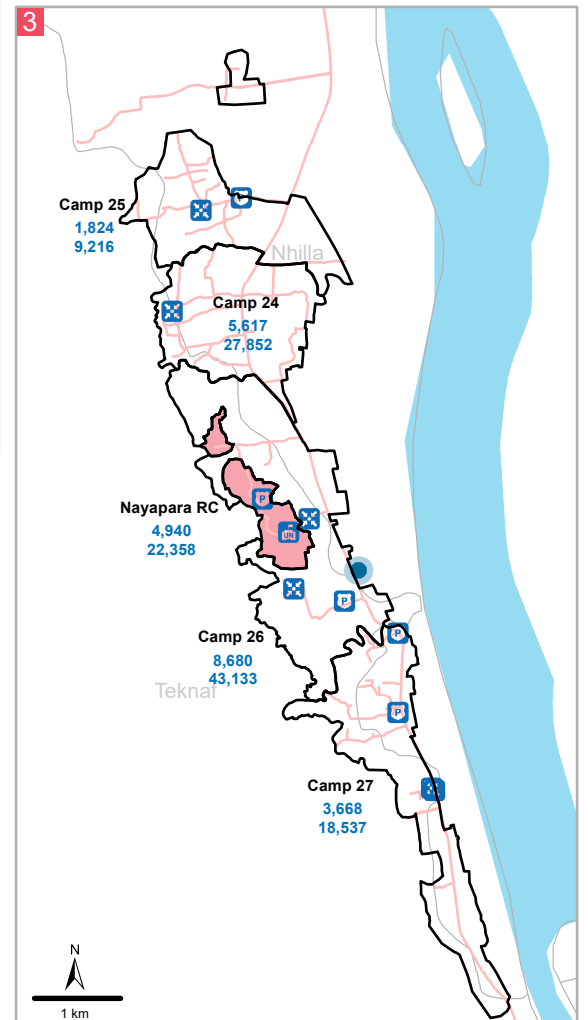 3
Camp 25
1,824
9,216
Nhilla
Camp 24
5,617
27,852
Nayapara RC
4,940
22,358
P
UN
P
Camp 26
8,680
43,133
P
Teknaf
P
Camp 27
3,668
18,537
N
1 km